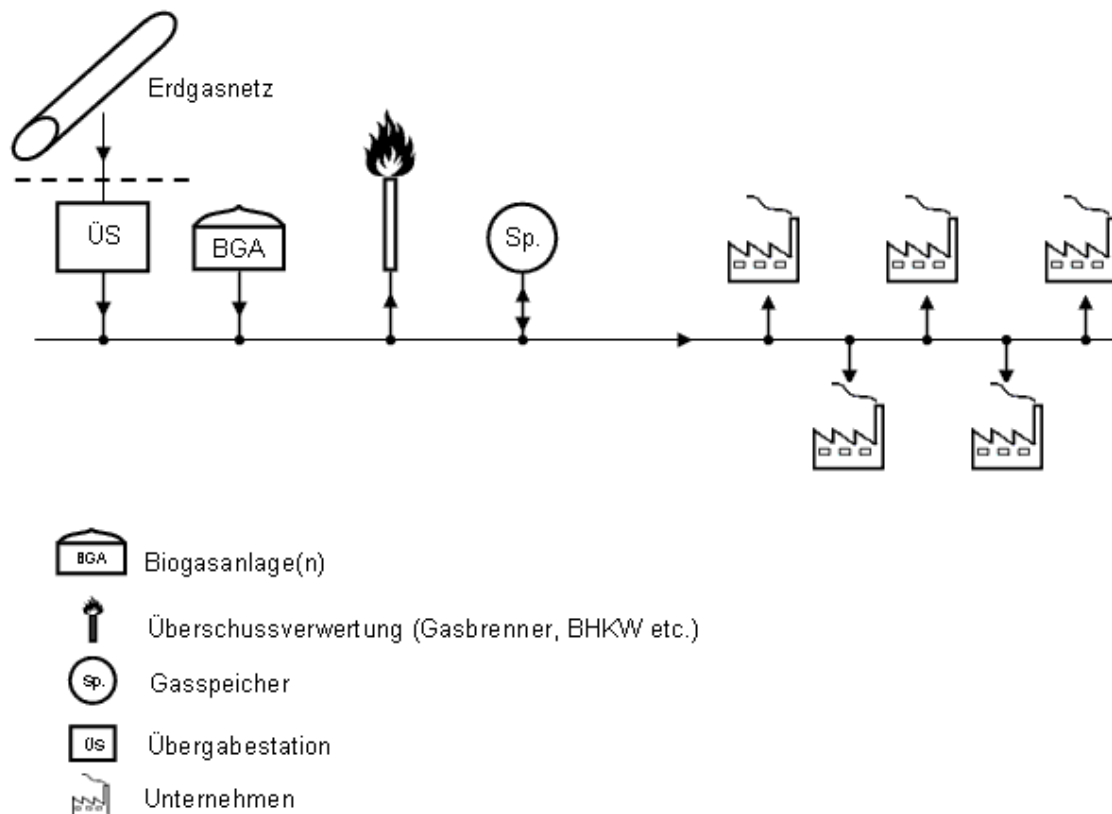 Erdgasnetz
ÜS
BGA
Sp.
BGA Biogasanlage(n)
Überschussverwertung (Gasbrenner, BHKW etc.)
Sp. Gasspeicher
ÜS Übergabestation
Unternehmen